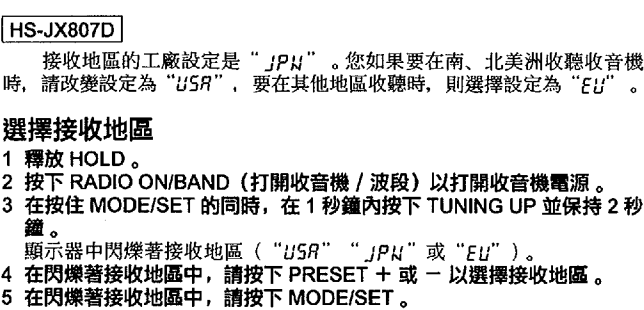 HS-JX807D
接收地區的工廠設定是 “JPN” 。您如果要在南、北美洲收聽收音機
時，請改變設定為 “USA” ，要在其他地區收聽時，則選擇設定為 “EU” 。
選擇接收地區
1 釋放 HOLD 。
2 按下 RADIO ON/BAND（打開收音機 / 波段）以打開收音機電源 。
3 在按住 MODE/SET 的同時，在 1 秒鐘內按下 TUNING UP 並保持 2 秒
鐘 。
顯示器中閃爍著接收地區（ “USA” “JPN” 或 “EU” ）。
4 在閃爍著接收地區中，請按下 PRESET ＋ 或 － 以選擇接收地區 。
5 在閃爍著接收地區中，請按下 MODE/SET 。